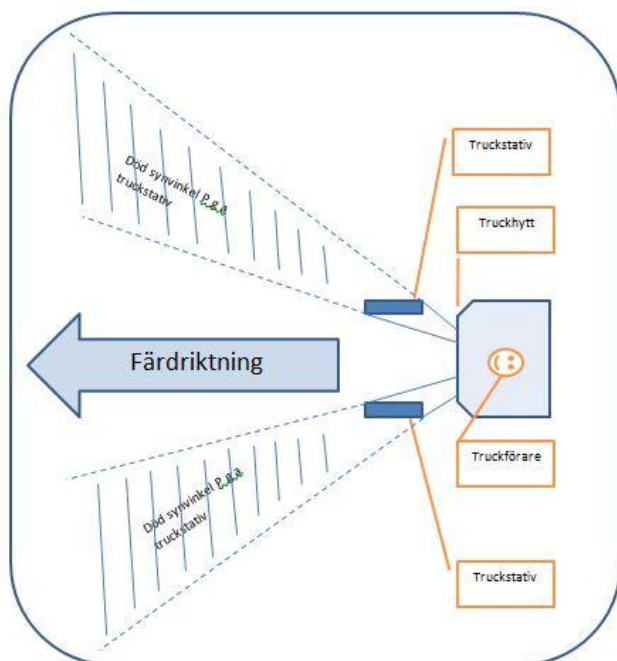 Truckstativ
Död synvinkel P.g.a
truckstativ
Truckhytt
Färdriktning
Truckförare
Död synvinkel P.g.a
truckstativ
Truckstativ